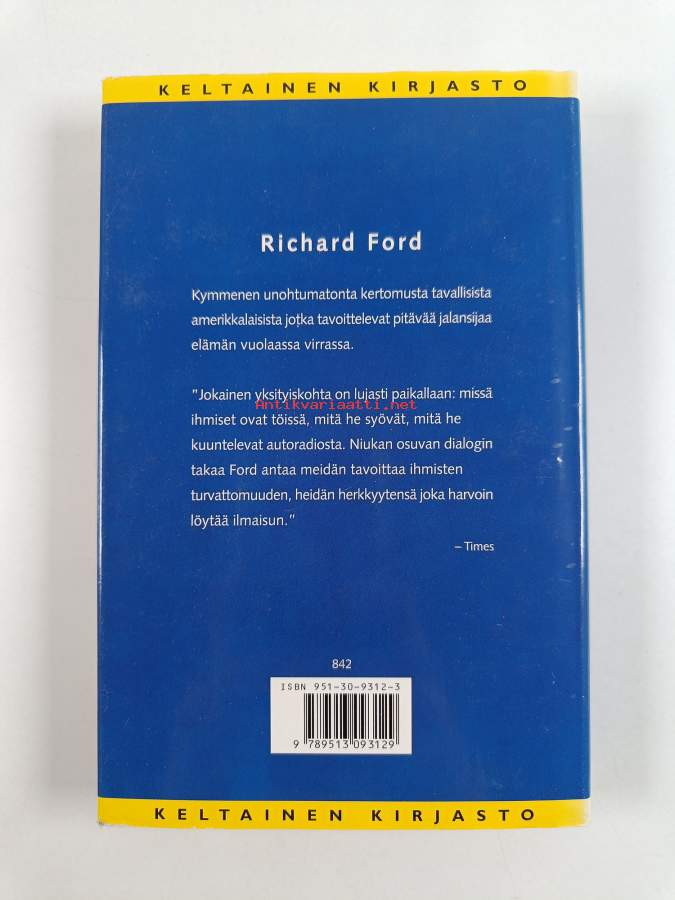 KELTAINEN KIRJASTO
Richard Ford
Kymmenen unohtumatonta kertomusta tavallisista
amerikkalaisista jotka tavoittelevat pitävää jalansijaa
elämän vuolaassa virrassa.
"Jokainen yksityiskohta on lujasti paikallaan: missä
Antikvariaatti.net
ihmiset ovat töissä, mitä he syövät, mitä he
kuuntelevat autoradiosta. Niukan osuvan dialogin
takaa Ford antaa meidän tavoittaa ihmisten
turvattomuuden, heidän herkkyytensä joka harvoin
löytää ilmaisun."
– Times
842
ISBN 951-30-9312-3
9 789513 093129
KELTAINEN KIRJASTO